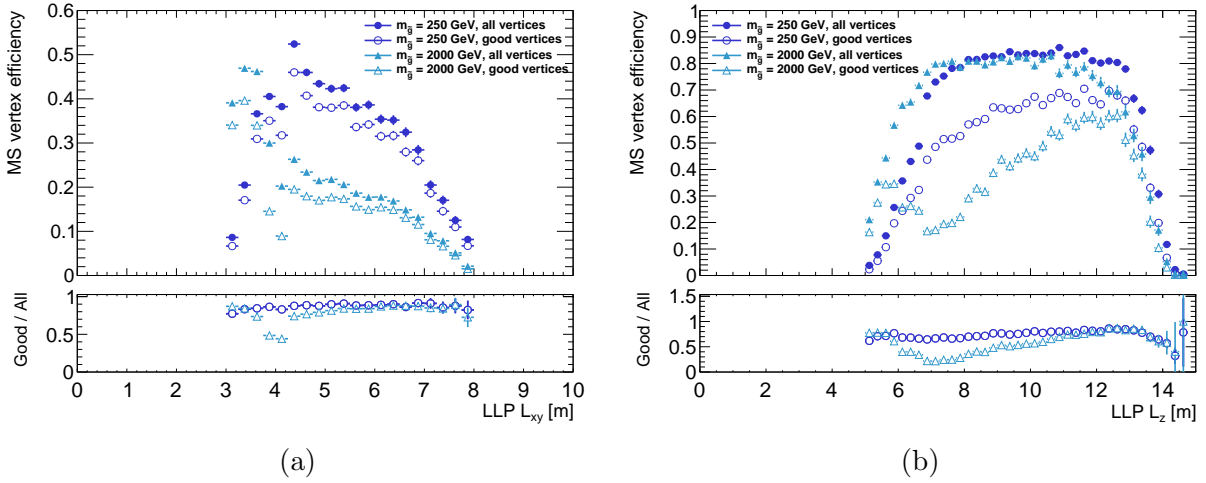 MS vertex efficiency
0.6
0.5
0.4
0.3
0.2
0.1
0
m_g̃ = 250 GeV, all vertices
m_g̃ = 250 GeV, good vertices
m_g̃ = 2000 GeV, all vertices
m_g̃ = 2000 GeV, good vertices
Good / All
1
0.5
0
0 1 2 3 4 5 6 7 8 9 10
LLP L_xy [m]
(a)
MS vertex efficiency
1
0.9
0.8
0.7
0.6
0.5
0.4
0.3
0.2
0.1
0
m_g̃ = 250 GeV, all vertices
m_g̃ = 250 GeV, good vertices
m_g̃ = 2000 GeV, all vertices
m_g̃ = 2000 GeV, good vertices
Good / All
1.5
1
0.5
0
0 2 4 6 8 10 12 14
LLP L_z [m]
(b)